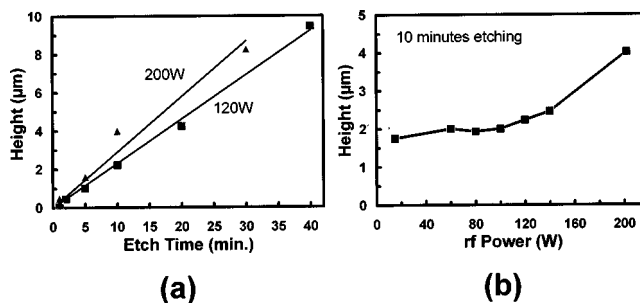 10
8
6
4
2
0
Height (µm)
200W
120W
0 5 10 15 20 25 30 35 40
Etch Time (min.)
(a)
5
4
3
2
1
0
Height (µm)
10 minutes etching
0 40 80 120 160 200
rf Power (W)
(b)